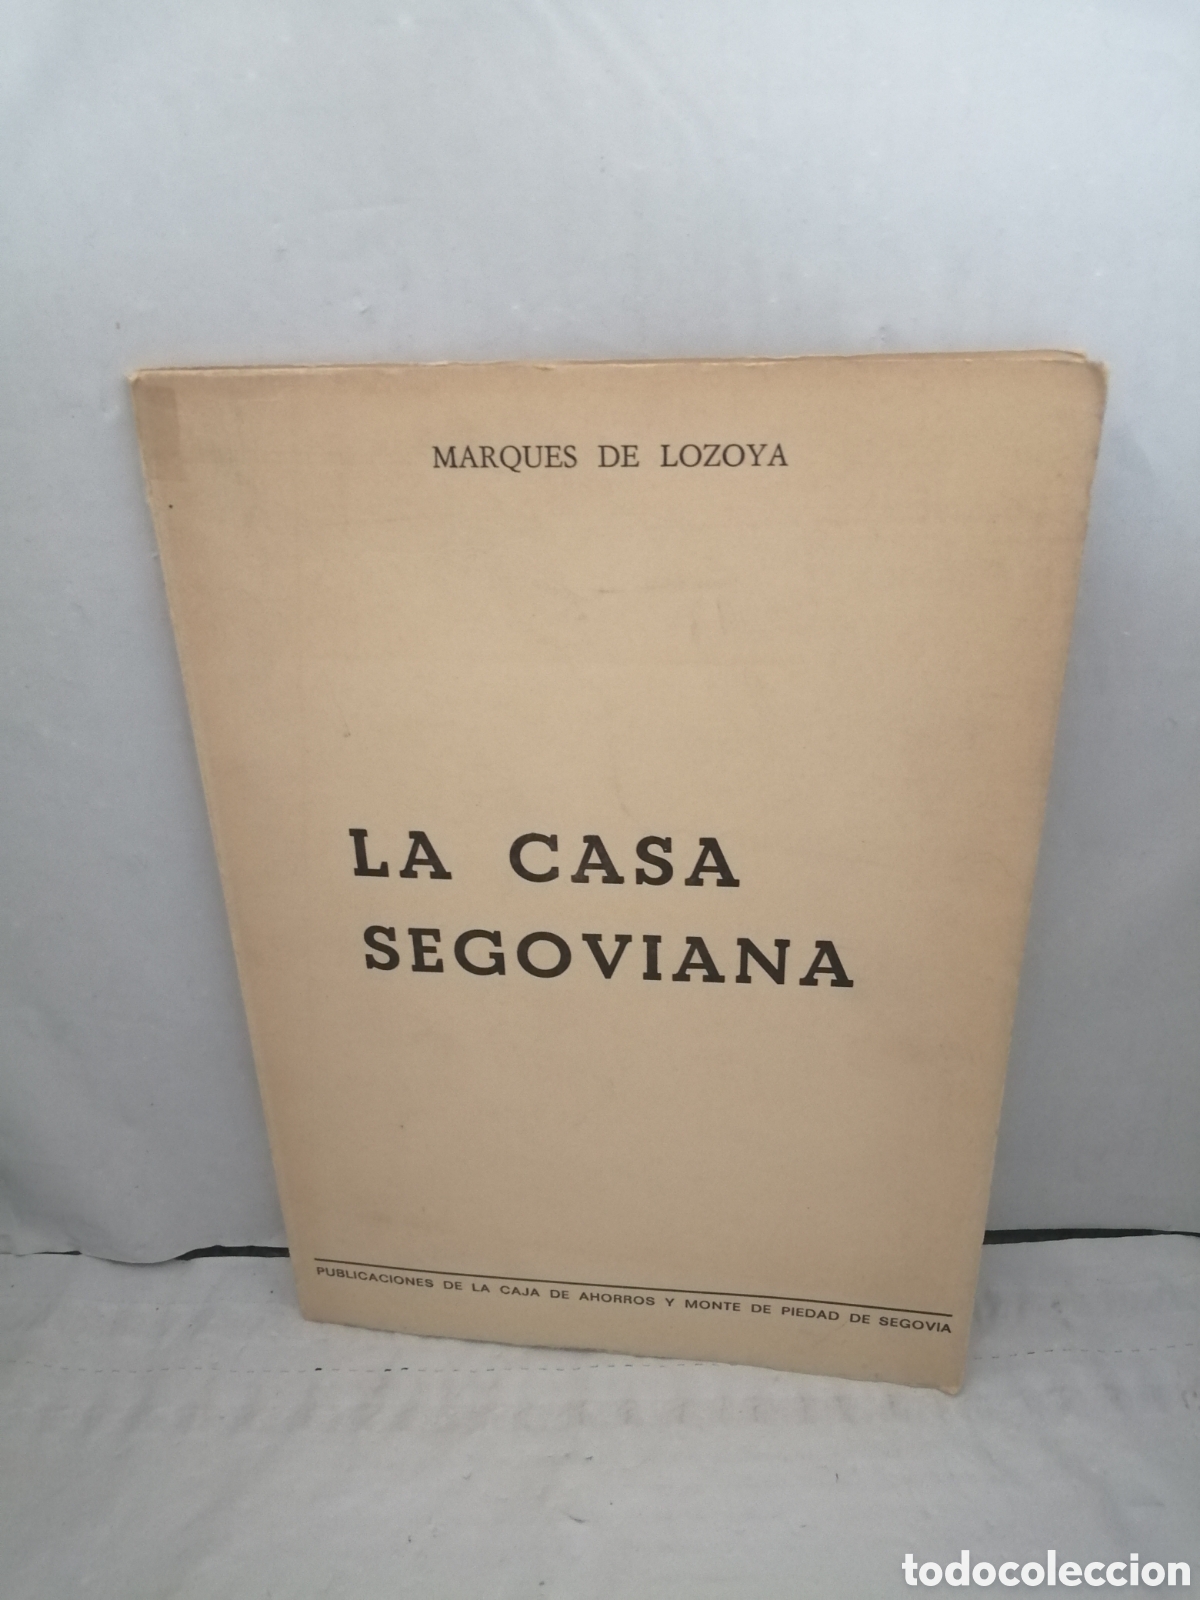 MARQUES DE LOZOYA
LA CASA
SEGOVIANA
PUBLICACIONES DE LA CAJA DE AHORROS Y MONTE DE PIEDAD DE SEGOVIA
todocoleccion